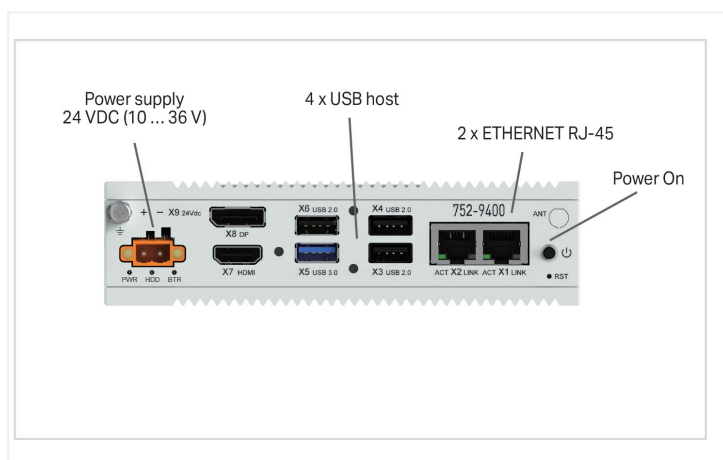 Power supply
24 VDC (10 ... 36 V)
4 x USB host
2 x ETHERNET RJ-45
Power On
+ − X9 24Vdc
X8 DP
X6 USB 2.0
X4 USB 2.0
752-9400
ANT
X7 HDMI
X5 USB 3.0
X3 USB 2.0
ACT X2 LINK
ACT X1 LINK
RST
PWR HDD BTR